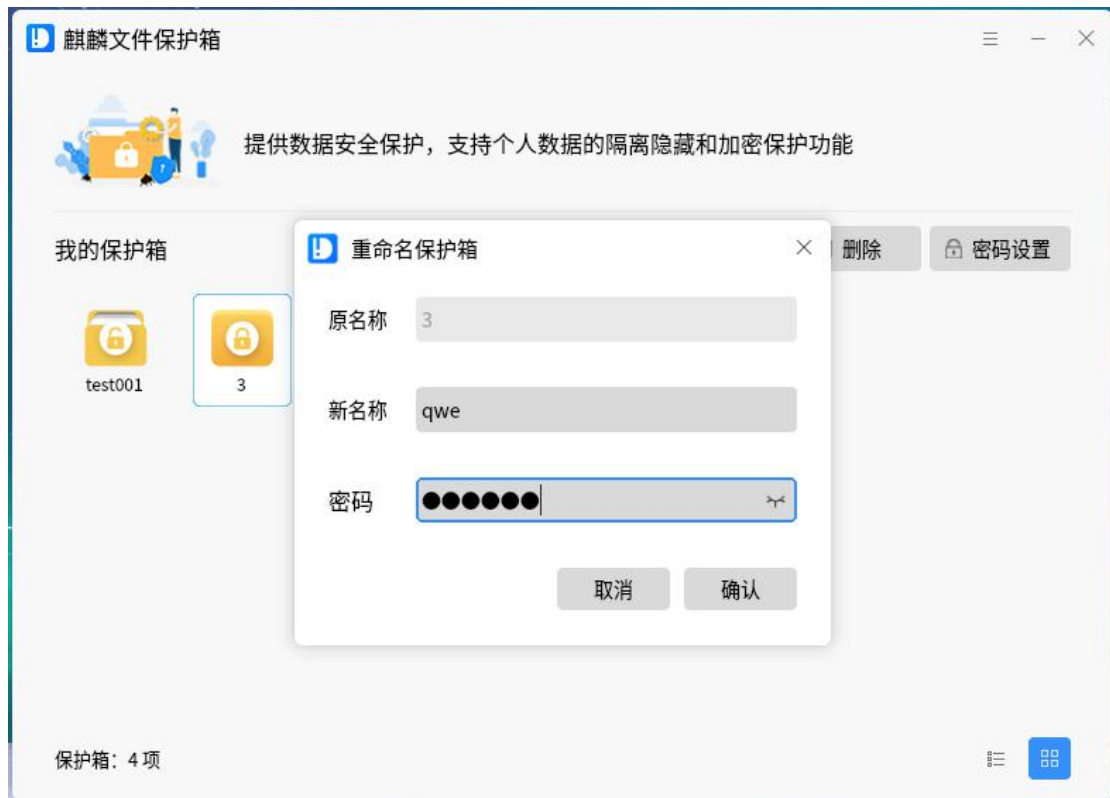 麒麟文件保护箱
提供数据安全保护，支持个人数据的隔离隐藏和加密保护功能
我的保护箱
删除
密码设置
test001
3
重命名保护箱
原名称 3
新名称 qwe
密码 ●●●●●●
取消 确认
保护箱：4项